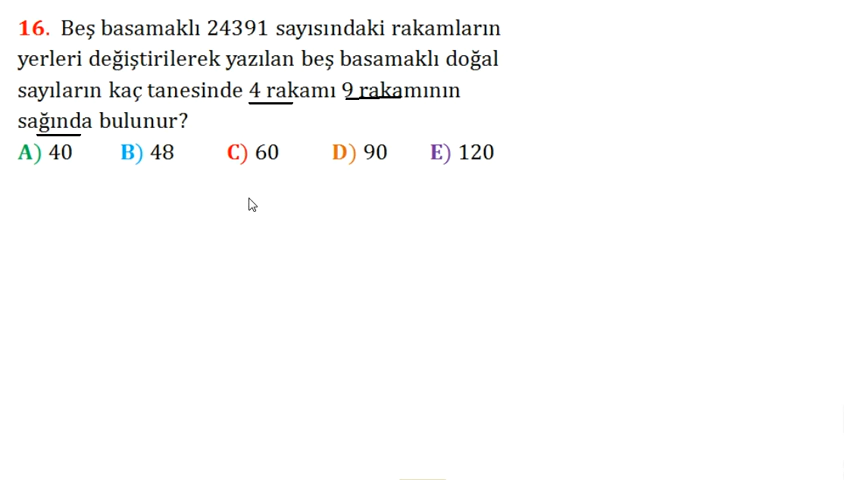 16. Beş basamaklı 24391 sayısındaki rakamların
yerleri değiştirilerek yazılan beş basamaklı doğal
sayıların kaç tanesinde 4 rakamı 9 rakamının
sağında bulunur?
A) 40 B) 48 C) 60 D) 90 E) 120